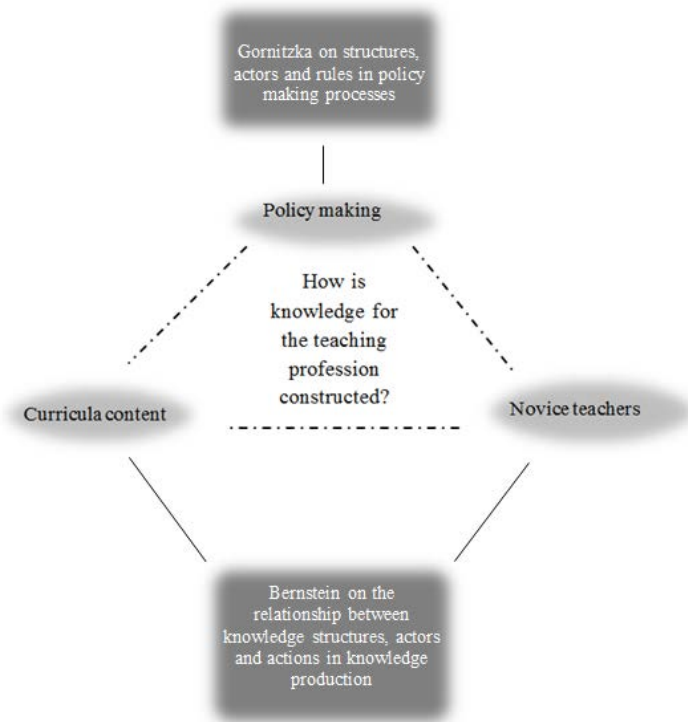 Gornitzka on structures,
actors and rules in policy
making processes
Policy making
How is
knowledge for
the teaching
profession
constructed?
Curricula content
Novice teachers
Bernstein on the
relationship between
knowledge structures, actors
and actions in knowledge
production